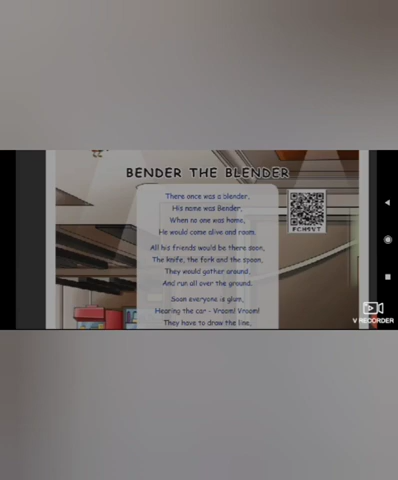 BENDER THE BLENDER
There once was a blender,
His name was Bender,
When no one was home,
He would come alive and roam.
All his friends would be there soon,
The knife, the fork and the spoon,
They would gather around,
And run all over the ground.
Soon everyone is glum,
Hearing the car - Vroom! Vroom!
They have to draw the line,
V RECORDER